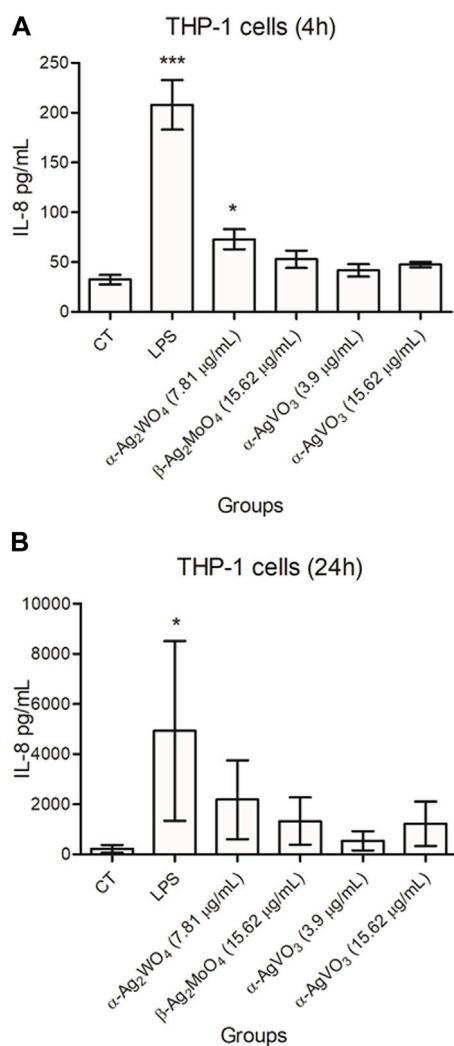 A
THP-1 cells (4h)
IL-8 pg/mL
250
200
150
100
50
0
***
*
CT
LPS
α-Ag₂WO₄ (7.81 µg/mL)
β-Ag₂MoO₄ (15.62 µg/mL)
α-AgVO₃ (3.9 µg/mL)
α-AgVO₃ (15.62 µg/mL)
Groups
B
THP-1 cells (24h)
IL-8 pg/mL
10000
8000
6000
4000
2000
0
*
CT
LPS
α-Ag₂WO₄ (7.81 µg/mL)
β-Ag₂MoO₄ (15.62 µg/mL)
α-AgVO₃ (3.9 µg/mL)
α-AgVO₃ (15.62 µg/mL)
Groups